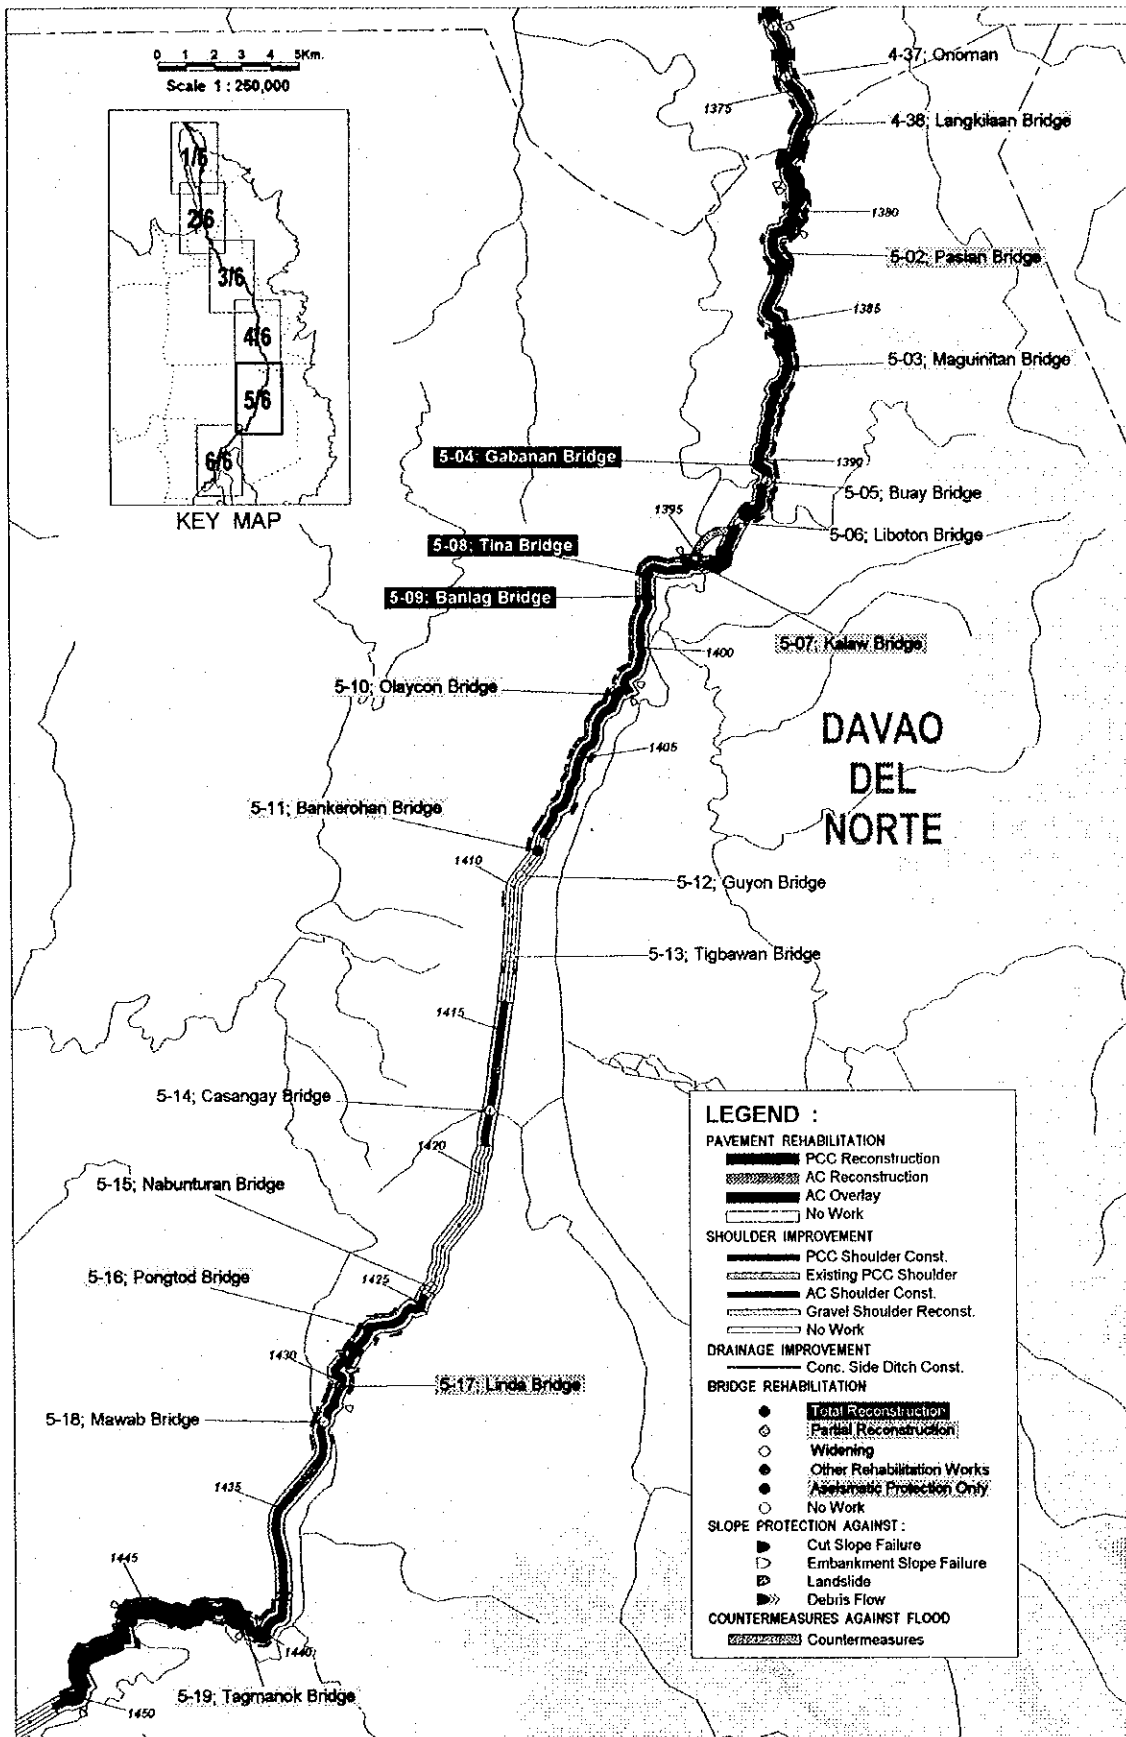 0 1 2 3 4 5Km.
Scale 1 : 250,000
1/6
2/6
3/6
4/6
5/6
6/6
KEY MAP
4-37; Onoman
1375
4-38; Langkilaan Bridge
1380
5-02; Pasian Bridge
1385
5-03; Maguinitan Bridge
5-04: Gabanan Bridge
1390
5-05; Buay Bridge
1395
5-06; Liboton Bridge
5-08: Tina Bridge
5-09: Banlag Bridge
5-07; Kalaw Bridge
1400
5-10; Olaycon Bridge
DAVAO
DEL
NORTE
1405
5-11; Bankerohan Bridge
1410
5-12; Guyon Bridge
5-13; Tigbawan Bridge
1415
5-14; Casangay Bridge
1420
5-15; Nabunturan Bridge
5-16; Pongtod Bridge
1425
1430
5-17; Linda Bridge
5-18; Mawab Bridge
1435
1445
1440
5-19; Tagmanok Bridge
1450
LEGEND :
PAVEMENT REHABILITATION
PCC Reconstruction
AC Reconstruction
AC Overlay
No Work
SHOULDER IMPROVEMENT
PCC Shoulder Const.
Existing PCC Shoulder
AC Shoulder Const.
Gravel Shoulder Reconst.
No Work
DRAINAGE IMPROVEMENT
Conc. Side Ditch Const.
BRIDGE REHABILITATION
Total Reconstruction
Partial Reconstruction
Widening
Other Rehabilitation Works
Aseismatic Protection Only
No Work
SLOPE PROTECTION AGAINST :
Cut Slope Failure
Embankment Slope Failure
Landslide
Debris Flow
COUNTERMEASURES AGAINST FLOOD
Countermeasures